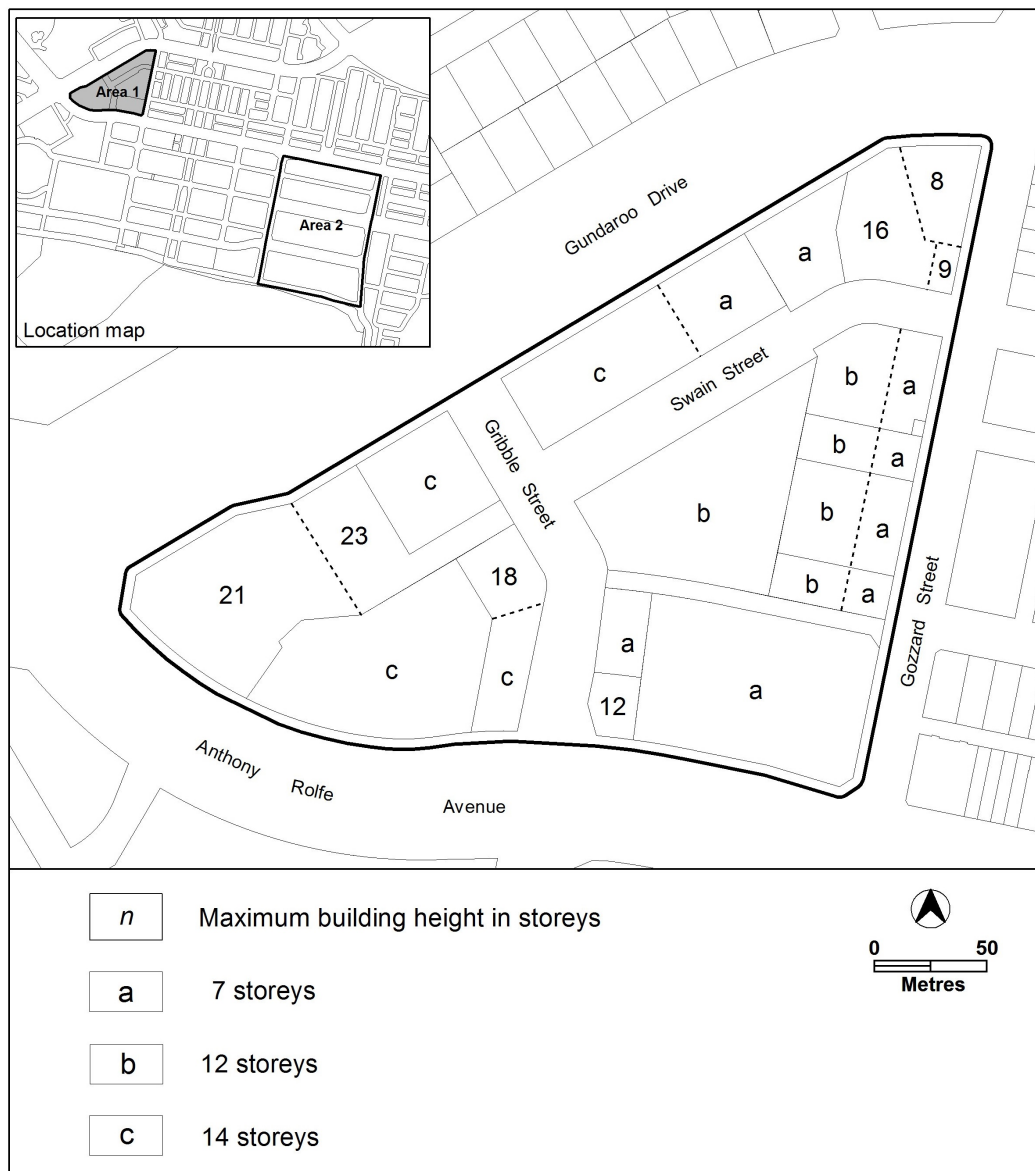 Area 1
Area 2
Location map
Gundaroo Drive
8
16
9
a
a
c
Swain Street
b
a
b
a
b
a
b
a
b
Gribble Street
c
23
18
21
c
c
a
12
a
Gozzard Street
Anthony Rolfe Avenue
n Maximum building height in storeys
a 7 storeys
b 12 storeys
c 14 storeys
0 50
Metres